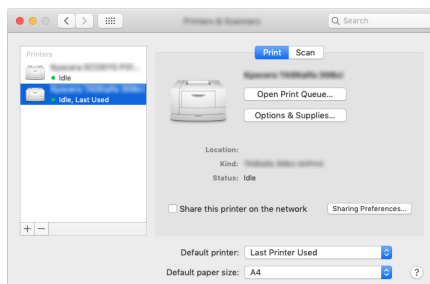 Search
Printers
Idle
Idle, Last Used
Print
Scan
Open Print Queue...
Options & Supplies...
Location:
Kind:
Status: Idle
Share this printer on the network
Sharing Preferences...
Default printer: Last Printer Used
Default paper size: A4
?